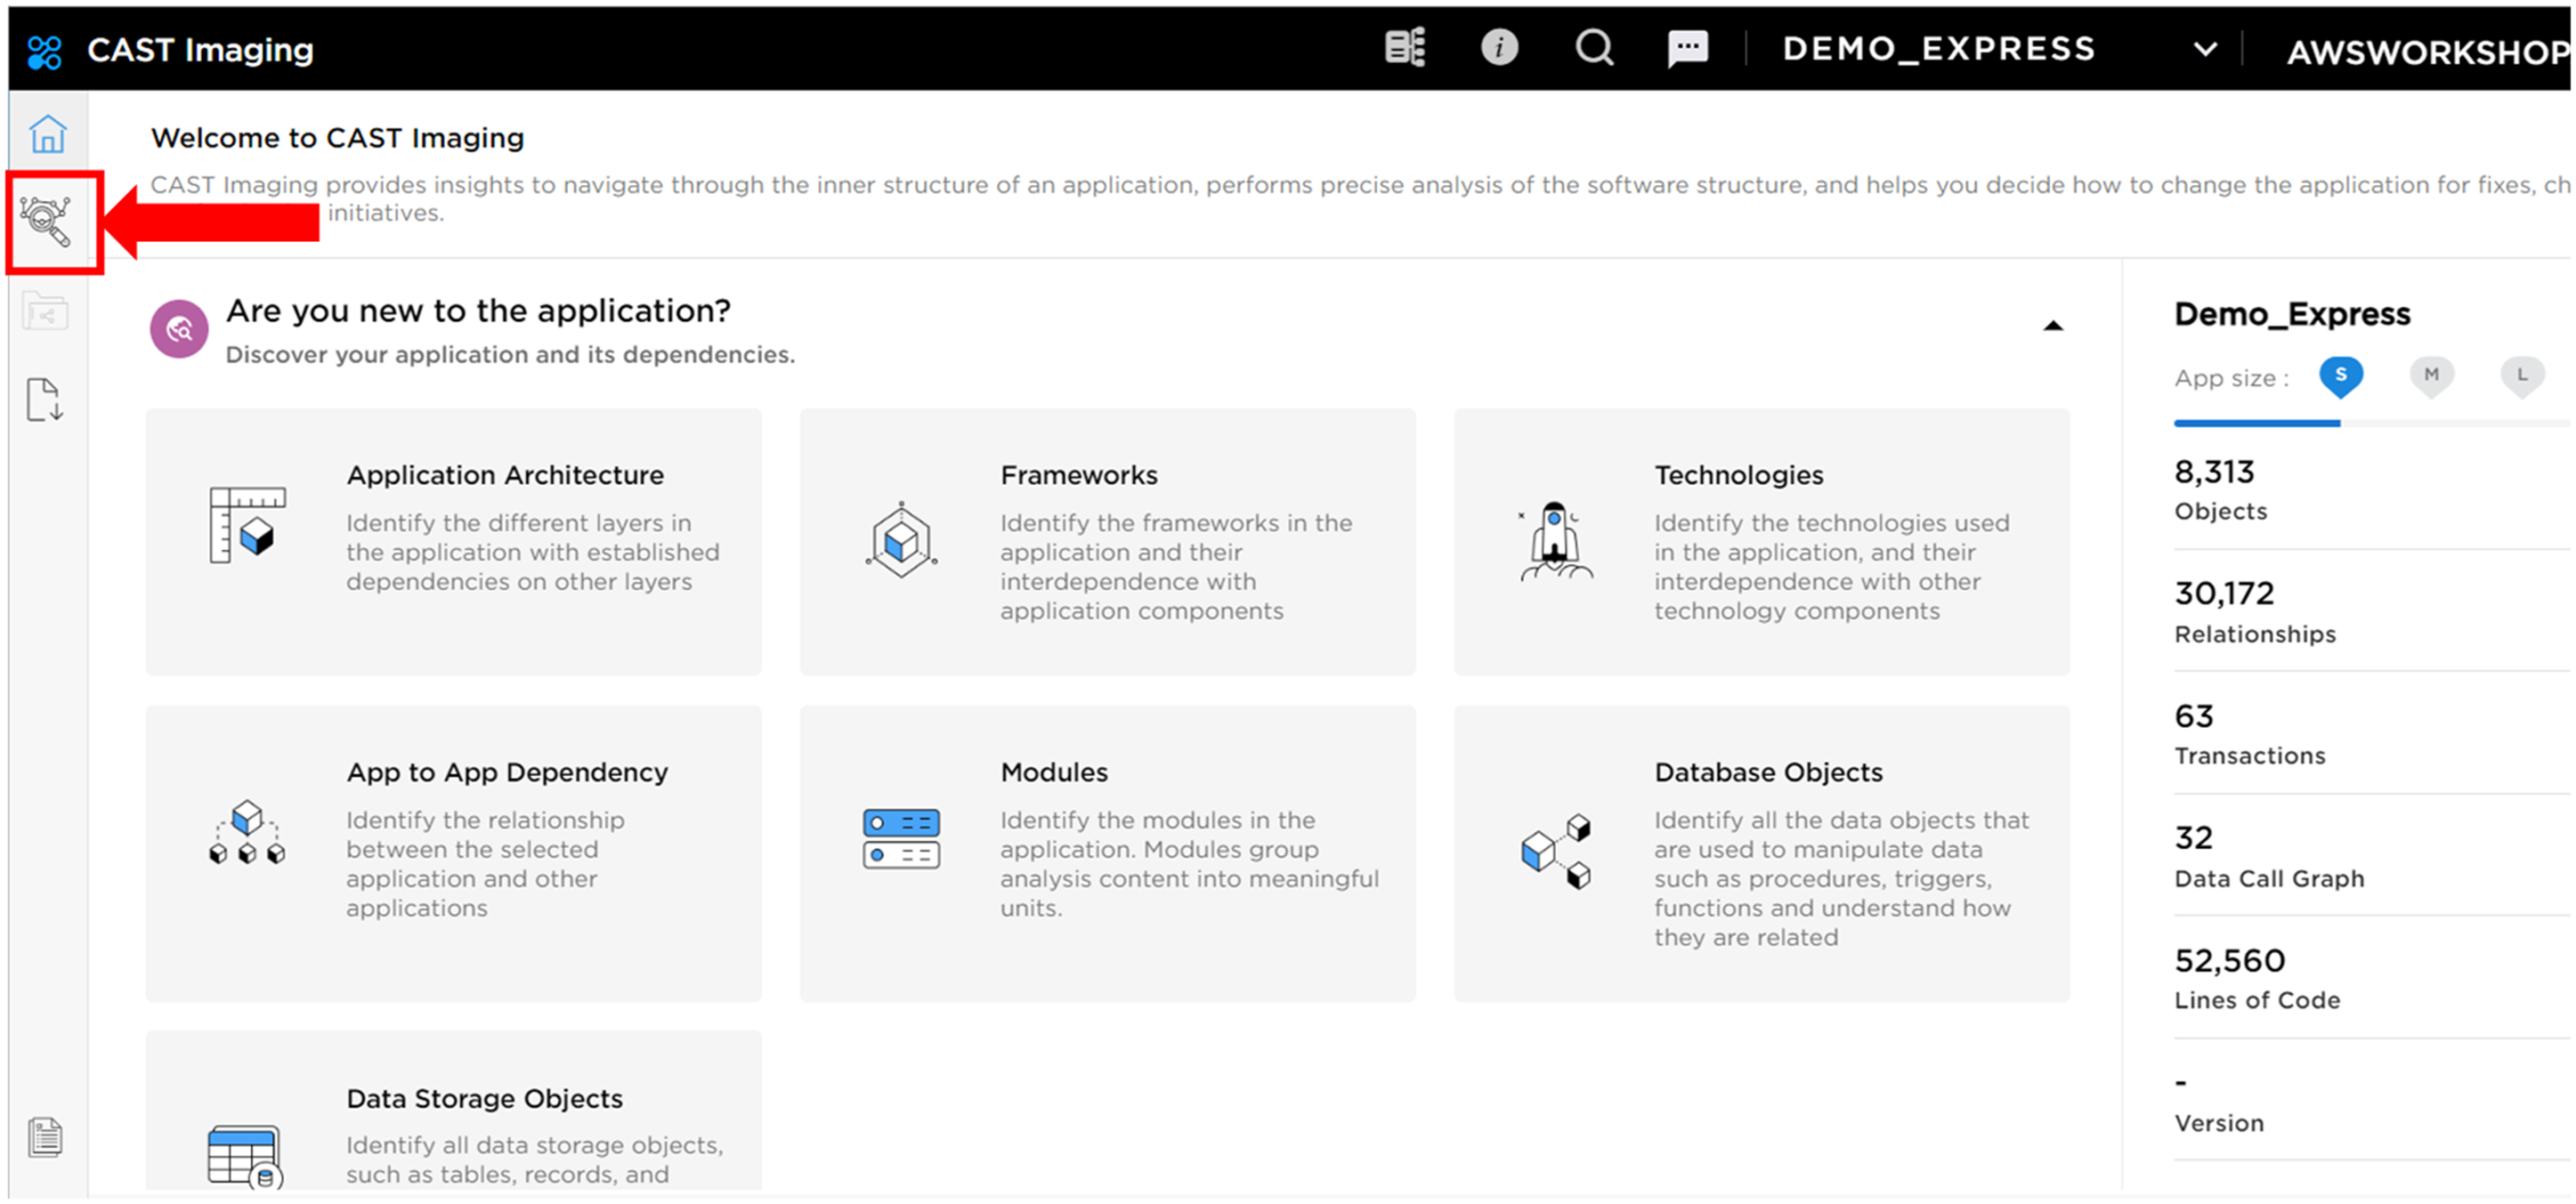 CAST Imaging
DEMO_EXPRESS
AWSWORKSHOP
Welcome to CAST Imaging
CAST Imaging provides insights to navigate through the inner structure of an application, performs precise analysis of the software structure, and helps you decide how to change the application for fixes, ch
initiatives.
Are you new to the application?
Discover your application and its dependencies.
Application Architecture
Identify the different layers in
the application with established
dependencies on other layers
Frameworks
Identify the frameworks in the
application and their
interdependence with
application components
Technologies
Identify the technologies used
in the application, and their
interdependence with other
technology components
App to App Dependency
Identify the relationship
between the selected
application and other
applications
Modules
Identify the modules in the
application. Modules group
analysis content into meaningful
units.
Database Objects
Identify all the data objects that
are used to manipulate data
such as procedures, triggers,
functions and understand how
they are related
Data Storage Objects
Identify all data storage objects,
such as tables, records, and
Demo_Express
App size : S M L
8,313
Objects
30,172
Relationships
63
Transactions
32
Data Call Graph
52,560
Lines of Code
-
Version